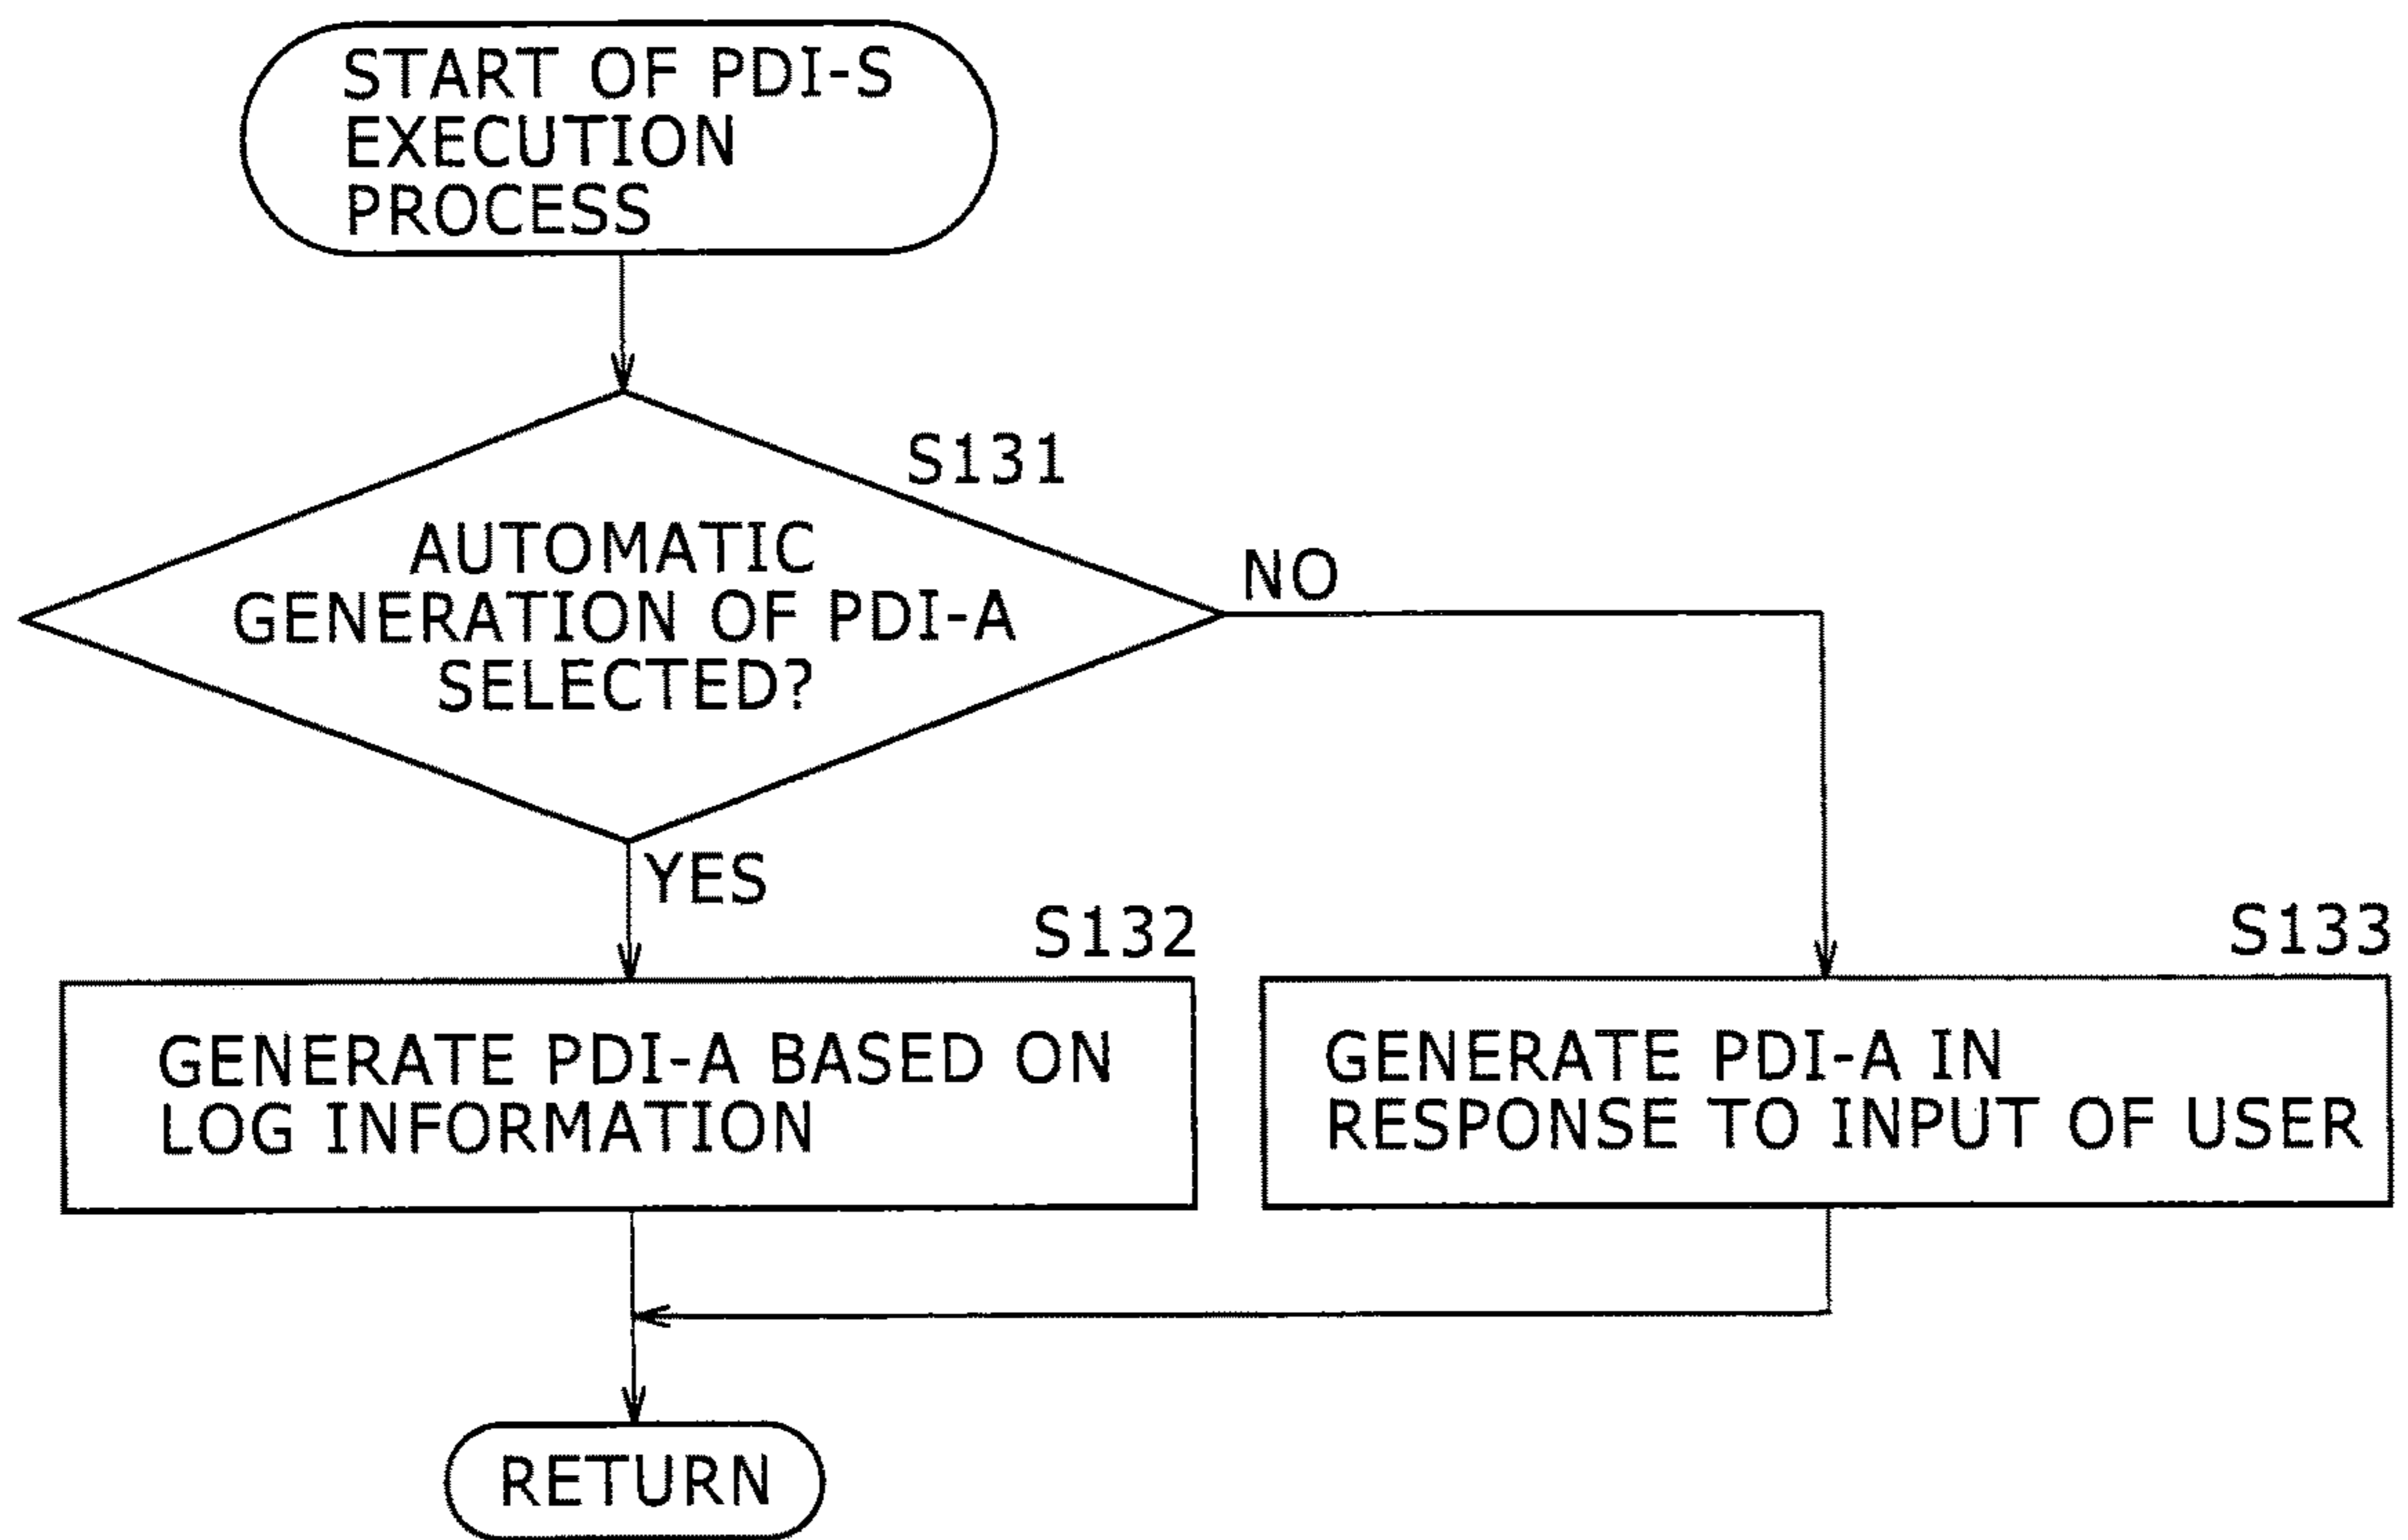 START OF PDI-S
EXECUTION
PROCESS
S131
AUTOMATIC
GENERATION OF PDI-A
SELECTED?
NO
YES
S132
GENERATE PDI-A BASED ON
LOG INFORMATION
S133
GENERATE PDI-A IN
RESPONSE TO INPUT OF USER
RETURN